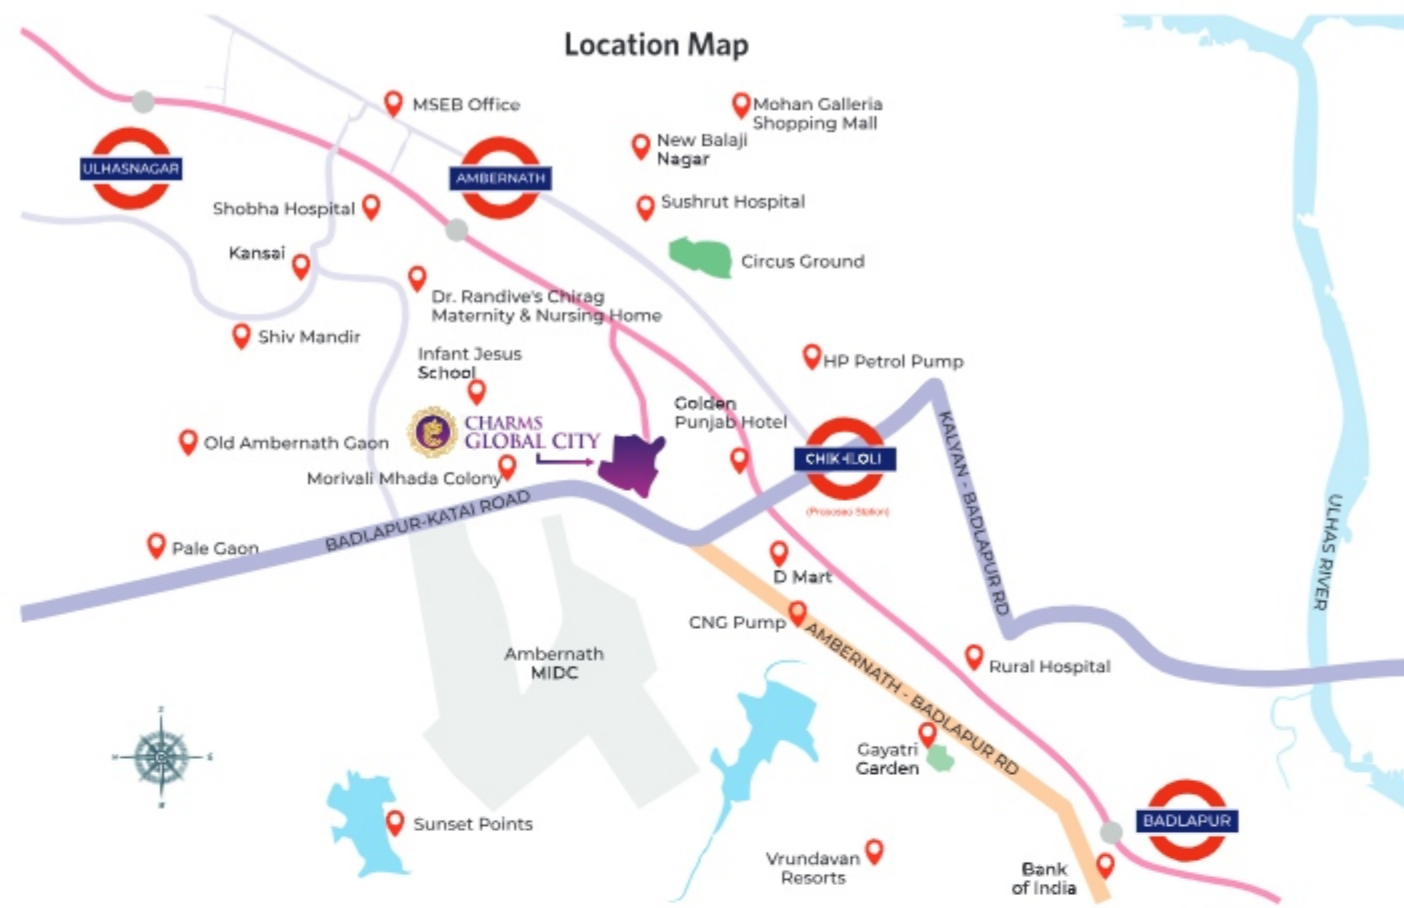 Location Map
MSEB Office
Mohan Galleria
Shopping Mall
New Balaji
Nagar
ULHASNAGAR
AMBERNATH
Shobha Hospital
Sushrut Hospital
Kansai
Circus Ground
Dr. Randive's Chirag
Maternity & Nursing Home
Shiv Mandir
Infant Jesus
School
HP Petrol Pump
Golden
Punjab Hotel
CHARMS
GLOBAL CITY
Old Ambernath Gaon
Morivali Mhada Colony
CHIKHLOLI
KALYAN - BADLAPUR RD
BADLAPUR-KATAI ROAD
ULHAS RIVER
Pale Gaon
D Mart
CNG Pump
AMBERNATH - BADLAPUR RD
Ambernath
MIDC
Rural Hospital
Gayatri
Garden
Sunset Points
BADLAPUR
Vrundavan
Resorts
Bank
of India